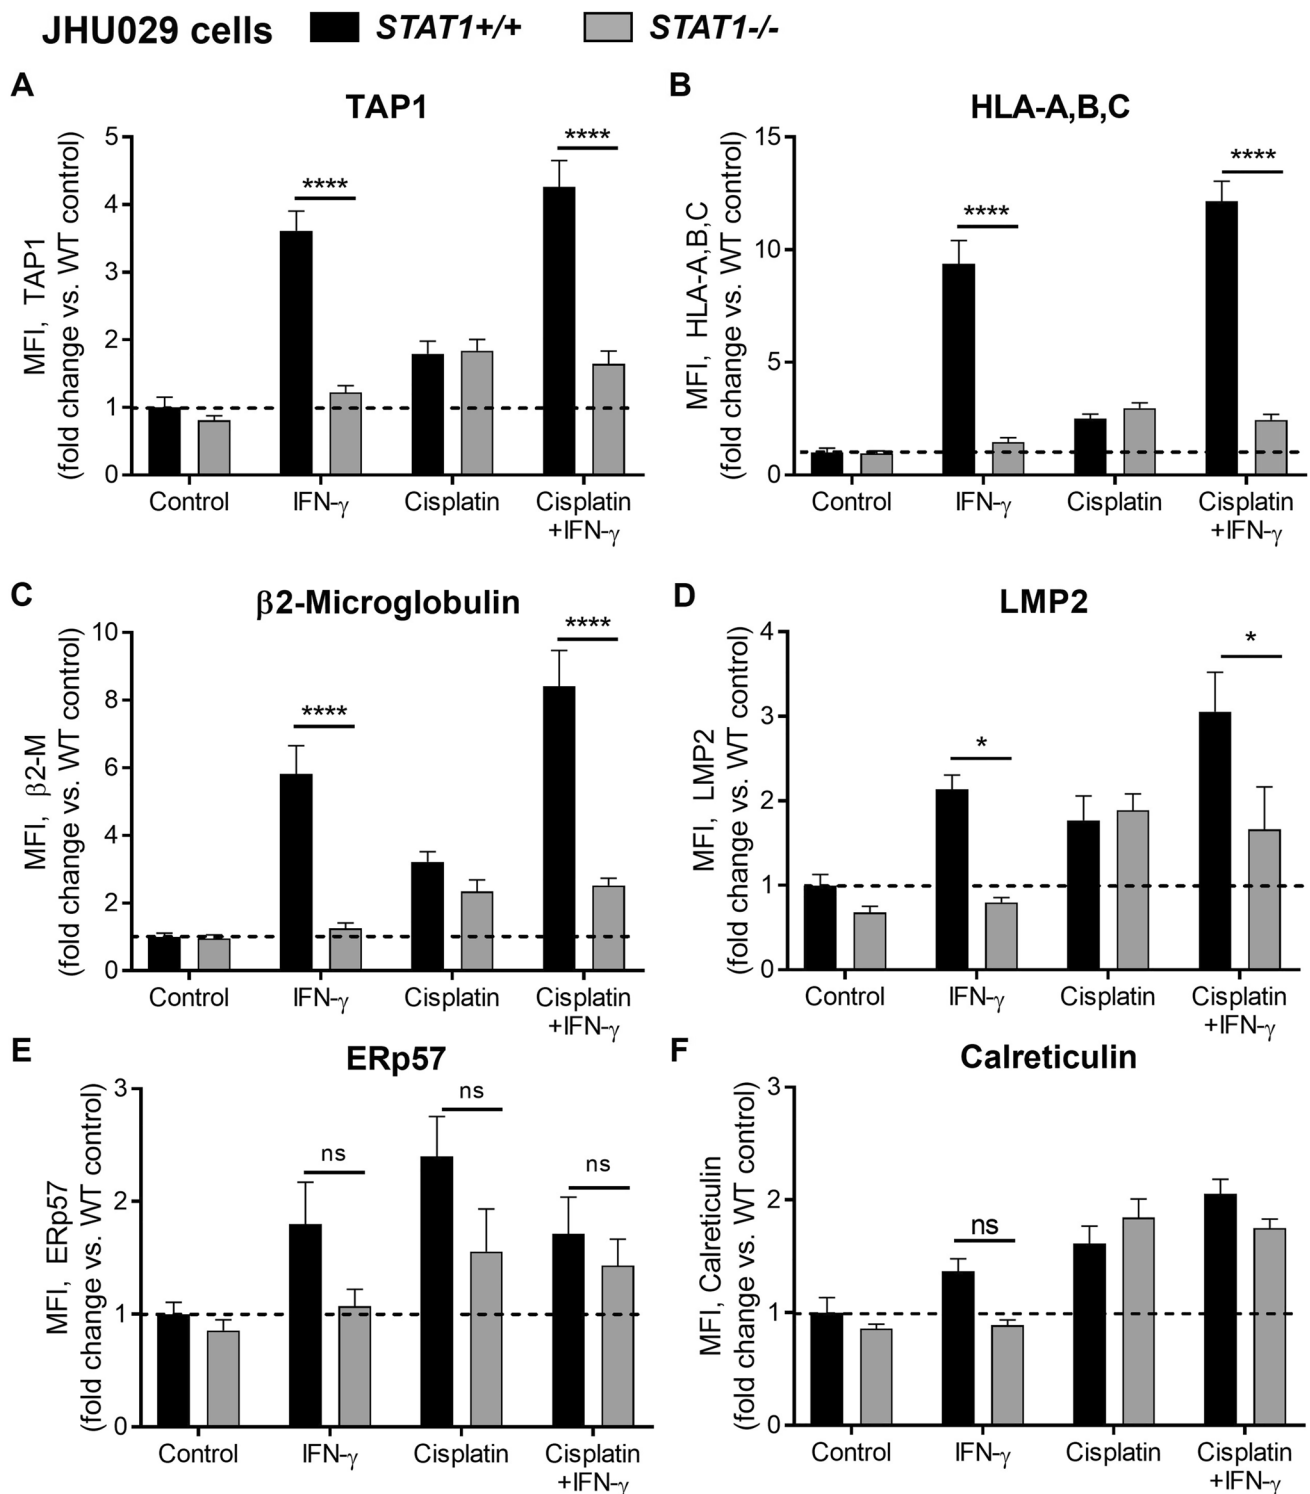 JHU029 cells STAT1+/+ STAT1-/-
A
TAP1
MFI, TAP1
(fold change vs. WT control)
5
4
3
2
1
0
****
****
Control IFN-γ Cisplatin Cisplatin
+IFN-γ
B
HLA-A,B,C
MFI, HLA-A,B,C
(fold change vs. WT control)
15
10
5
0
****
****
Control IFN-γ Cisplatin Cisplatin
+IFN-γ
C
β2-Microglobulin
MFI, β2-M
(fold change vs. WT control)
10
8
6
4
2
0
****
****
Control IFN-γ Cisplatin Cisplatin
+IFN-γ
D
LMP2
MFI, LMP2
(fold change vs. WT control)
4
3
2
1
0
*
*
Control IFN-γ Cisplatin Cisplatin
+IFN-γ
E
ERp57
MFI, ERp57
(fold change vs. WT control)
3
2
1
0
ns
ns
ns
Control IFN-γ Cisplatin Cisplatin
+IFN-γ
F
Calreticulin
MFI, Calreticulin
(fold change vs. WT control)
3
2
1
0
ns
Control IFN-γ Cisplatin Cisplatin
+IFN-γ